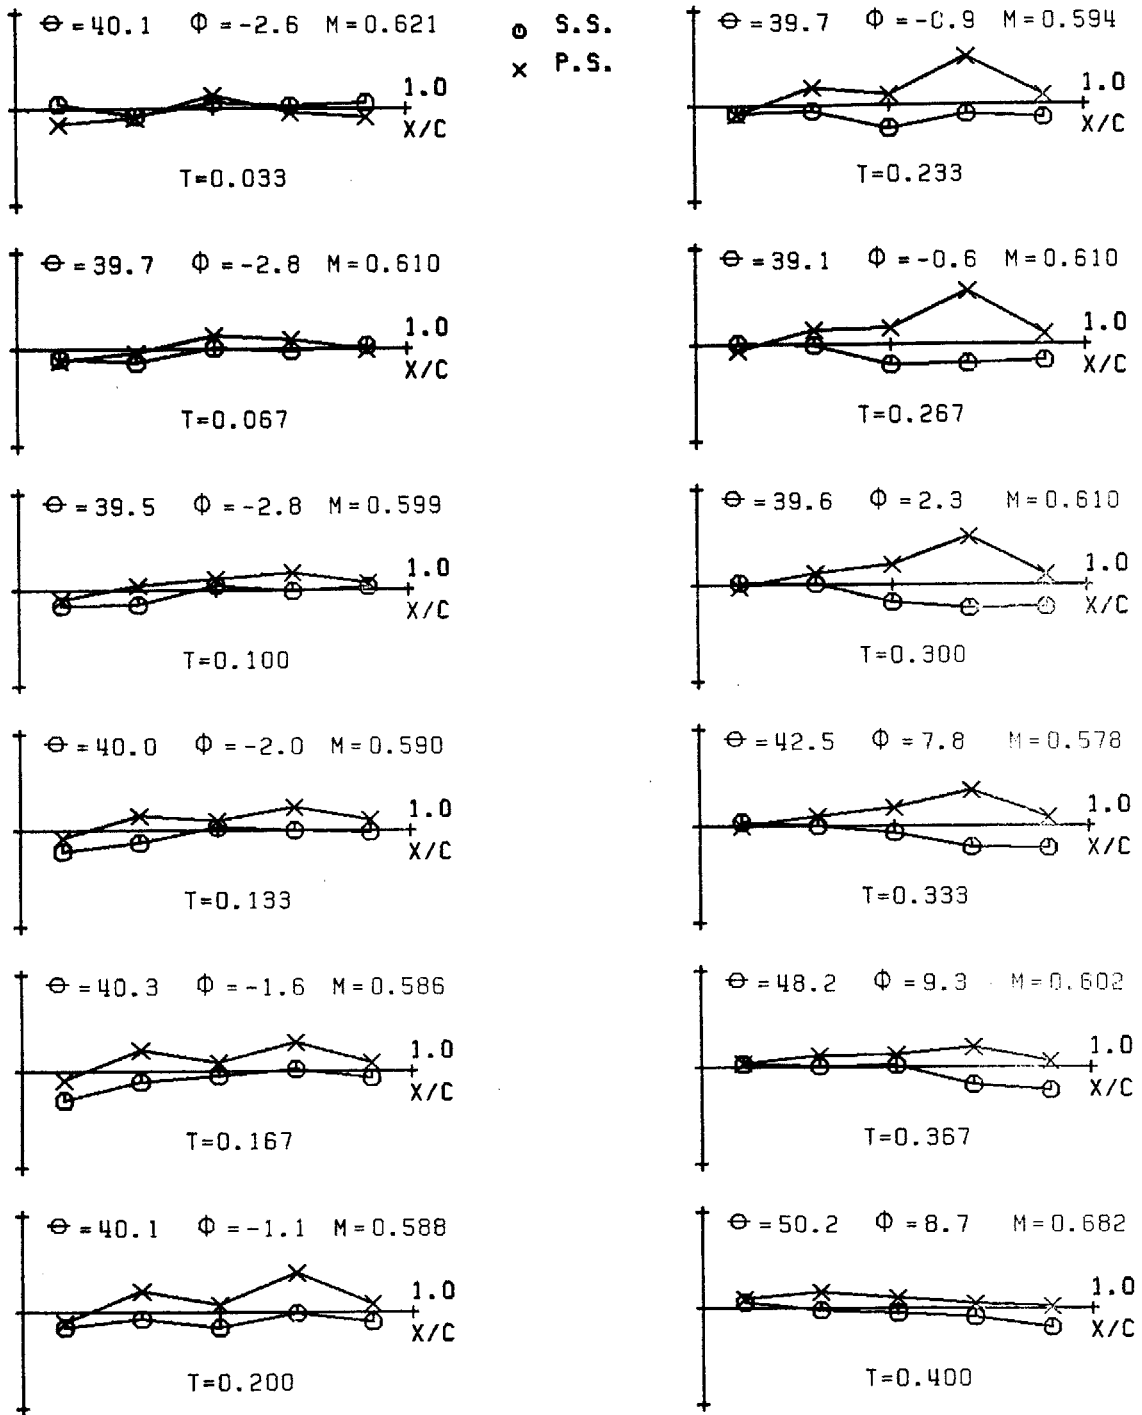 ϴ = 40.1 Φ = -2.6 M = 0.621
1.0
X/C
T=0.033
ϴ = 39.7 Φ = -2.8 M = 0.610
1.0
X/C
T=0.067
ϴ = 39.5 Φ = -2.8 M = 0.599
1.0
X/C
T=0.100
ϴ = 40.0 Φ = -2.0 M = 0.590
1.0
X/C
T=0.133
ϴ = 40.3 Φ = -1.6 M = 0.586
1.0
X/C
T=0.167
ϴ = 40.1 Φ = -1.1 M = 0.588
1.0
X/C
T=0.200
S.S.
P.S.
ϴ = 39.7 Φ = -0.9 M = 0.594
1.0
X/C
T=0.233
ϴ = 39.1 Φ = -0.6 M = 0.610
1.0
X/C
T=0.267
ϴ = 39.6 Φ = 2.3 M = 0.610
1.0
X/C
T=0.300
ϴ = 42.5 Φ = 7.8 M = 0.578
1.0
X/C
T=0.333
ϴ = 48.2 Φ = 9.3 M = 0.602
1.0
X/C
T=0.367
ϴ = 50.2 Φ = 8.7 M = 0.682
1.0
X/C
T=0.400